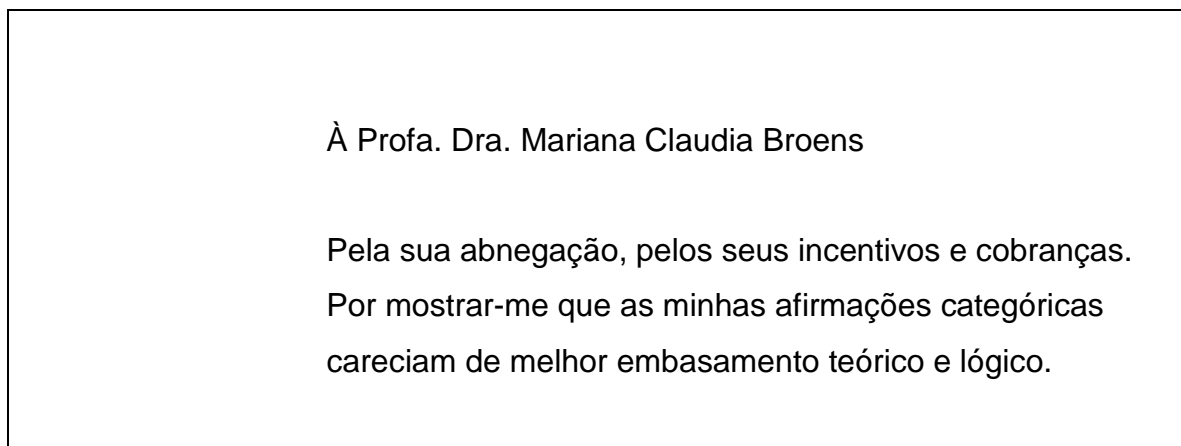 À Profa. Dra. Mariana Claudia Broens
Pela sua abnegação, pelos seus incentivos e cobranças.
Por mostrar-me que as minhas afirmações categóricas
careciam de melhor embasamento teórico e lógico.